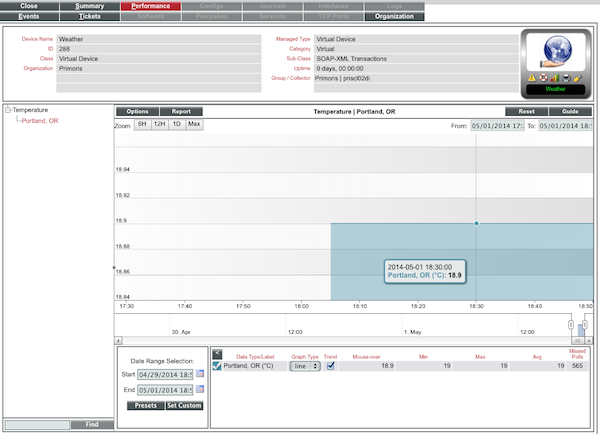 Close Summary Performance Configs Journals Interfaces Logs
Events Tickets Software Processes Services TCP Ports Organization
Device Name Weather Managed Type Virtual Device
ID 288 Category Virtual
Class Virtual Device Sub-Class SOAP-XML Transactions
Organization Primoris Uptime 0 days, 00:00:00
Group / Collector Primoris | priscl02di
Weather
Temperature
Portland, OR
Options Report Temperature | Portland, OR Reset Guide
Zoom 6H 12H 1D Max From: 05/01/2014 17: To: 05/01/2014 18:5
18.94
18.92
18.9
18.88
18.86
18.84
2014-05-01 18:30:00
Portland, OR (°C): 18.9
17:30 17:40 17:50 18:00 18:10 18:20 18:30 18:40 18:50
30. Apr 12:00 1. May 12:00
Date Range Selection:
Start 04/29/2014 18:5
End 05/01/2014 18:5
Presets Set Custom
Data Type/Label Graph Type Trend Mouse-over Min Max Avg Missed Polls
Portland, OR (°C) line 18.9 19 19 19 565
Find